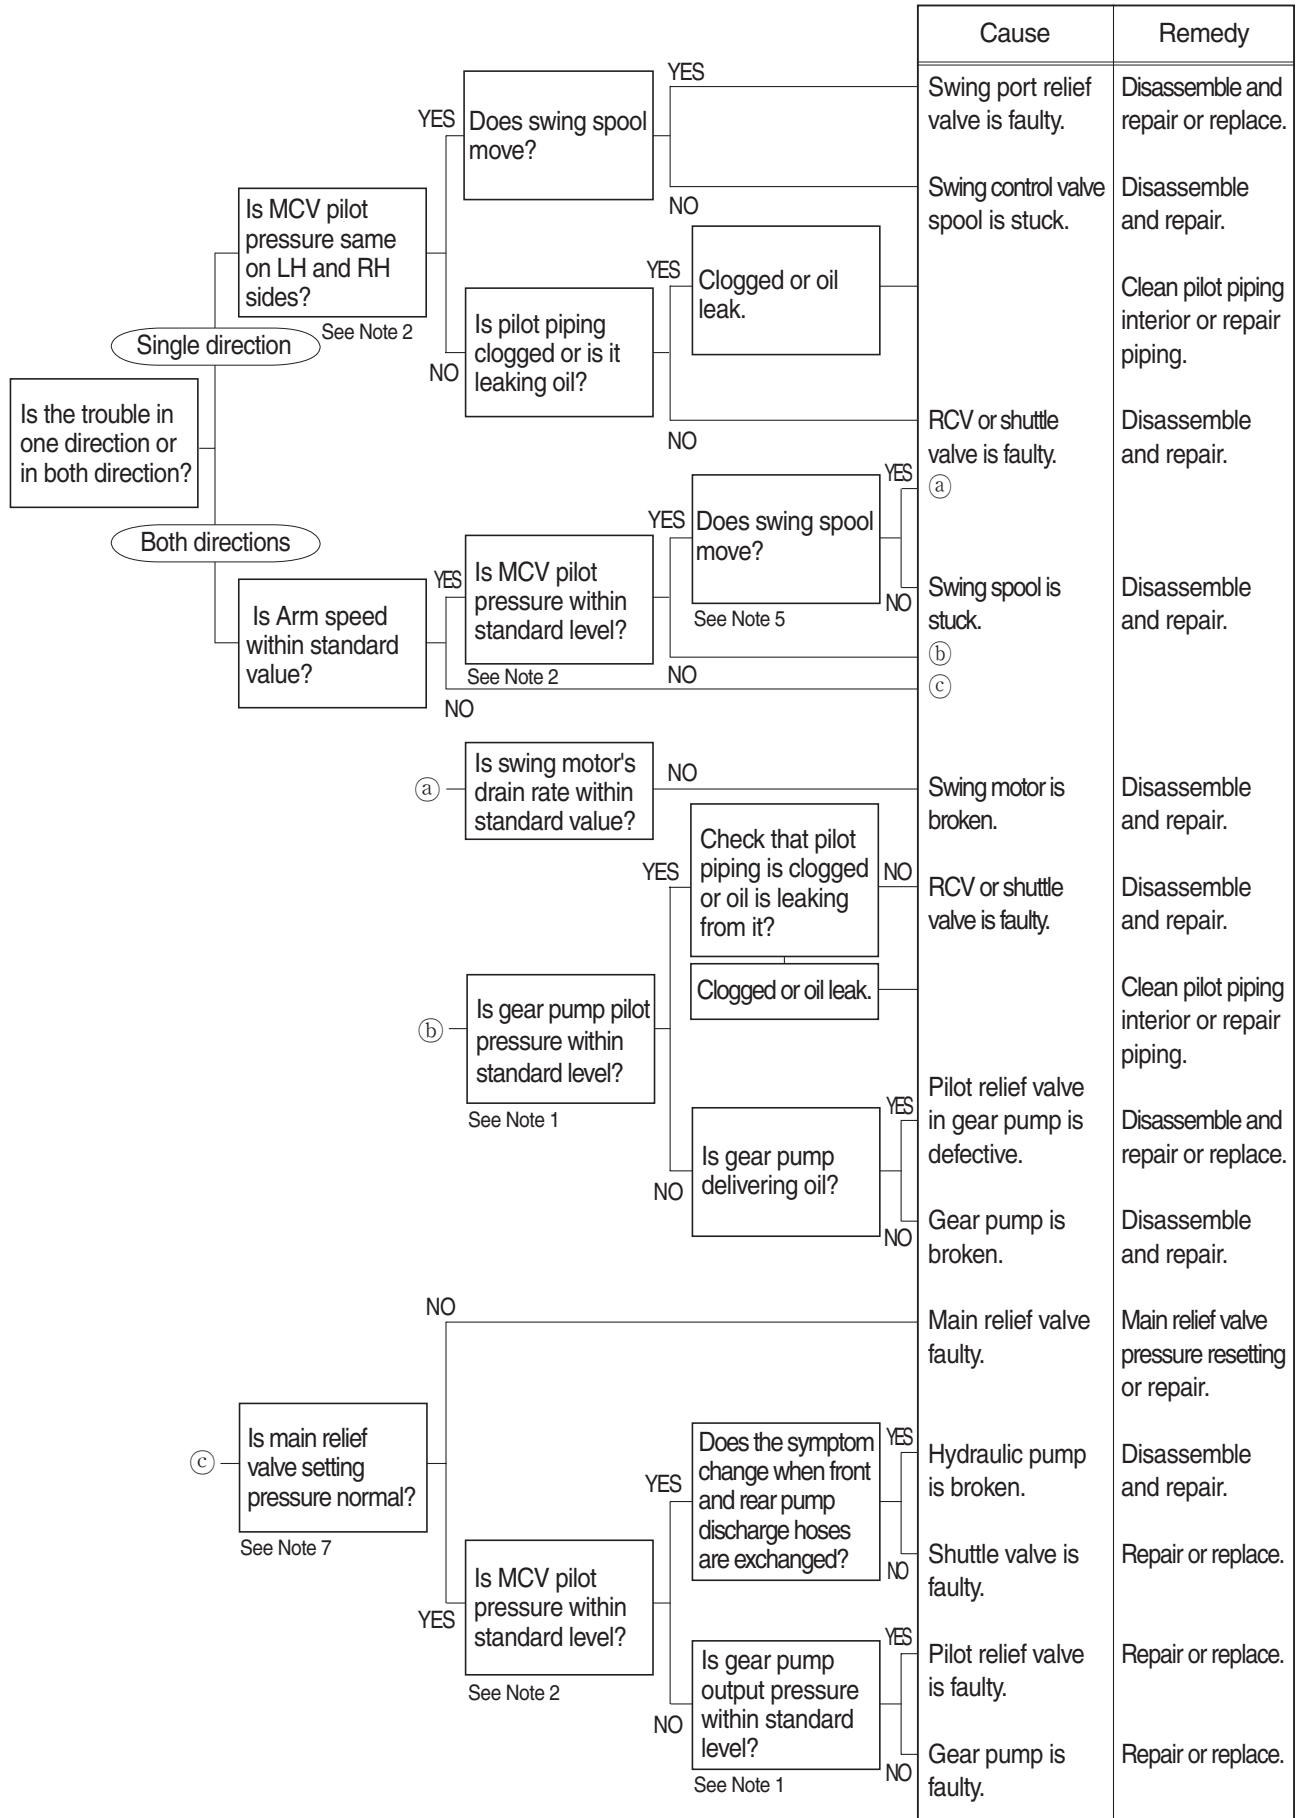 Cause
Remedy
YES
Swing port relief
valve is faulty.
Disassemble and
repair or replace.
YES
Does swing spool
move?
NO
Swing control valve
spool is stuck.
Disassemble
and repair.
Is MCV pilot
pressure same
on LH and RH
sides?
See Note 2
YES
Clogged or oil
leak.
Clean pilot piping
interior or repair
piping.
Is pilot piping
clogged or is it
leaking oil?
NO
Single direction
NO
RCV or shuttle
valve is faulty.
Disassemble
and repair.
Is the trouble in
one direction or
in both direction?
Both directions
YES
ⓐ
YES
Does swing spool
move?
See Note 5
NO
Swing spool is
stuck.
Disassemble
and repair.
YES
Is MCV pilot
pressure within
standard level?
See Note 2
NO
ⓑ
Is Arm speed
within standard
value?
NO
ⓒ
ⓐ
Is swing motor's
drain rate within
standard value?
NO
Swing motor is
broken.
Disassemble
and repair.
YES
Check that pilot
piping is clogged
or oil is leaking
from it?
NO
RCV or shuttle
valve is faulty.
Disassemble
and repair.
Clogged or oil leak.
Clean pilot piping
interior or repair
piping.
ⓑ
Is gear pump pilot
pressure within
standard level?
See Note 1
NO
Is gear pump
delivering oil?
YES
Pilot relief valve
in gear pump is
defective.
Disassemble and
repair or replace.
NO
Gear pump is
broken.
Disassemble
and repair.
NO
Main relief valve
faulty.
Main relief valve
pressure resetting
or repair.
ⓒ
Is main relief
valve setting
pressure normal?
See Note 7
YES
Is MCV pilot
pressure within
standard level?
See Note 2
YES
Does the symptom
change when front
and rear pump
discharge hoses
are exchanged?
YES
Hydraulic pump
is broken.
Disassemble
and repair.
NO
Shuttle valve is
faulty.
Repair or replace.
NO
Is gear pump
output pressure
within standard
level?
See Note 1
YES
Pilot relief valve
is faulty.
Repair or replace.
NO
Gear pump is
faulty.
Repair or replace.